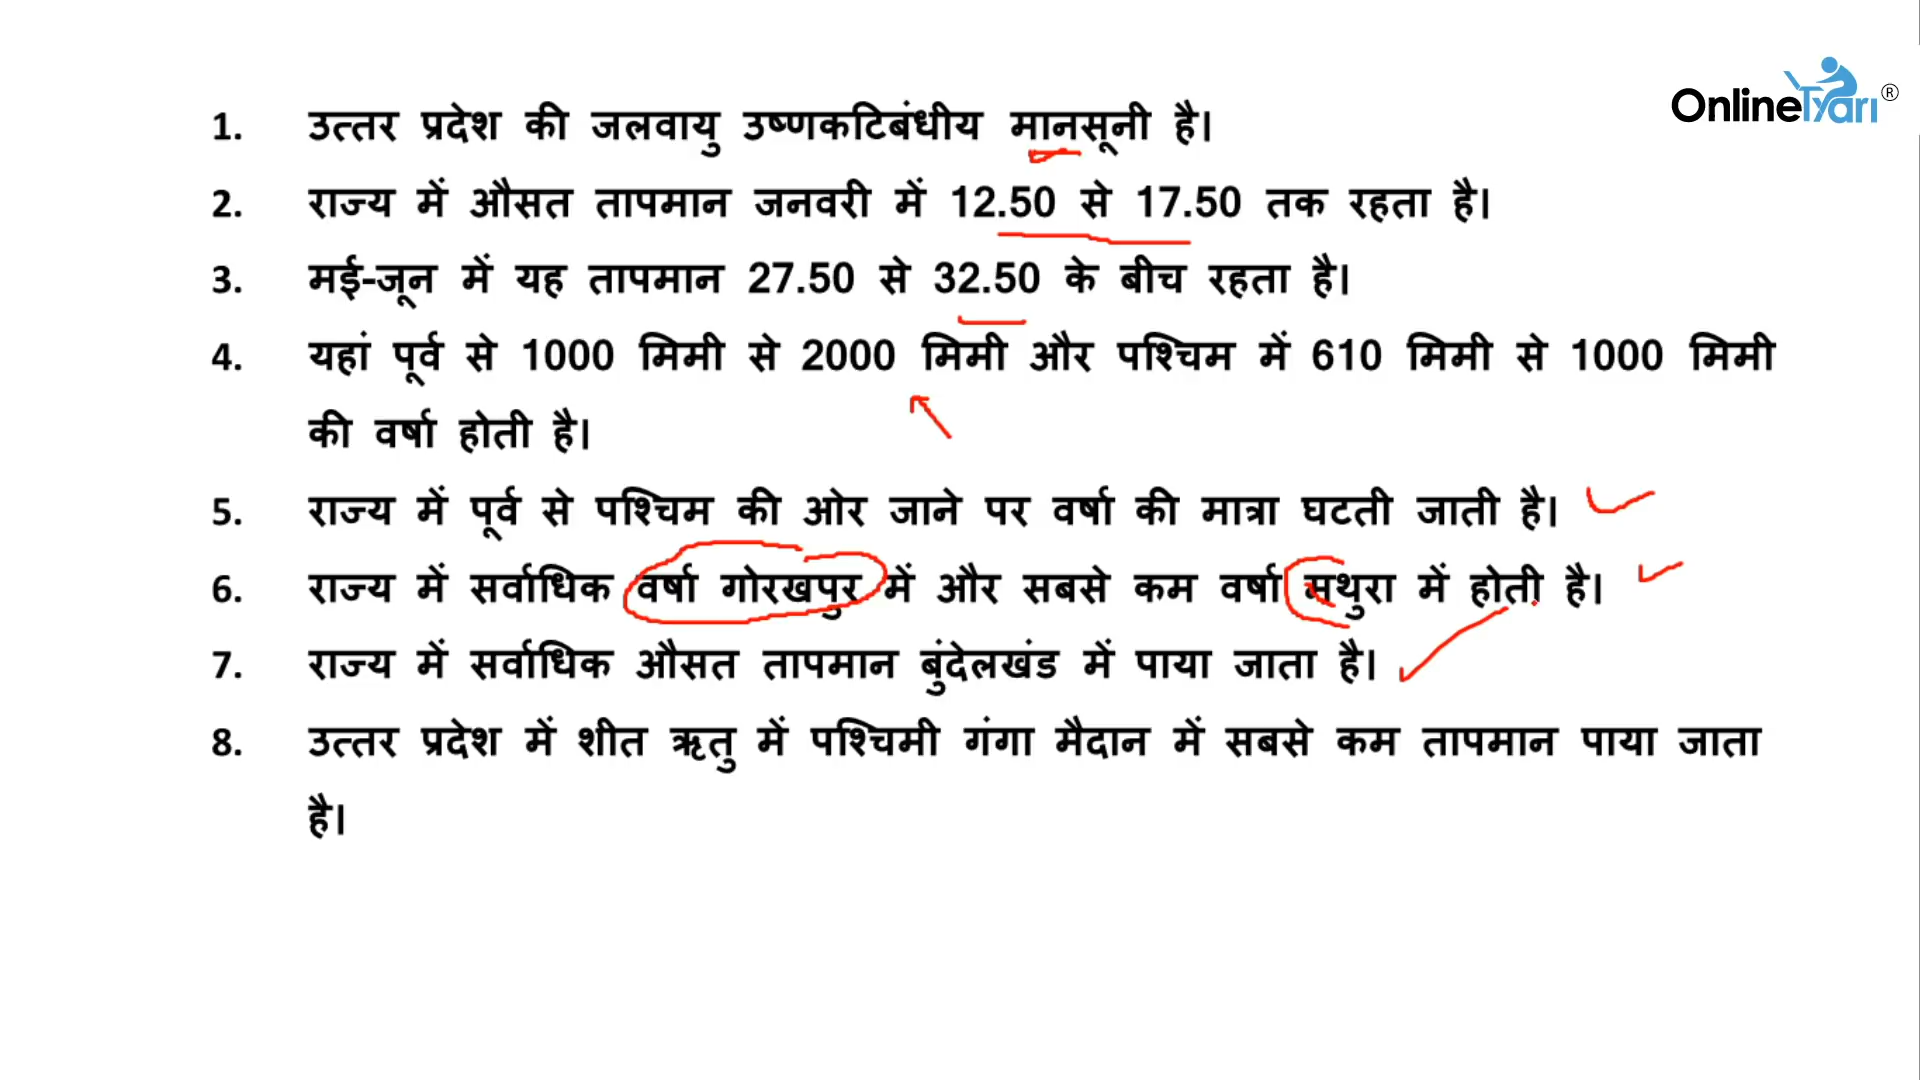 OnlineTyari®
1. उत्तर प्रदेश की जलवायु उष्णकटिबंधीय मानसूनी है।
2. राज्य में औसत तापमान जनवरी में 12.50 से 17.50 तक रहता है।
3. मई-जून में यह तापमान 27.50 से 32.50 के बीच रहता है।
4. यहां पूर्व से 1000 मिमी से 2000 मिमी और पश्चिम में 610 मिमी से 1000 मिमी
की वर्षा होती है।
5. राज्य में पूर्व से पश्चिम की ओर जाने पर वर्षा की मात्रा घटती जाती है।
6. राज्य में सर्वाधिक वर्षा गोरखपुर में और सबसे कम वर्षा मथुरा में होती है।
7. राज्य में सर्वाधिक औसत तापमान बुंदेलखंड में पाया जाता है।
8. उत्तर प्रदेश में शीत ऋतु में पश्चिमी गंगा मैदान में सबसे कम तापमान पाया जाता
है।